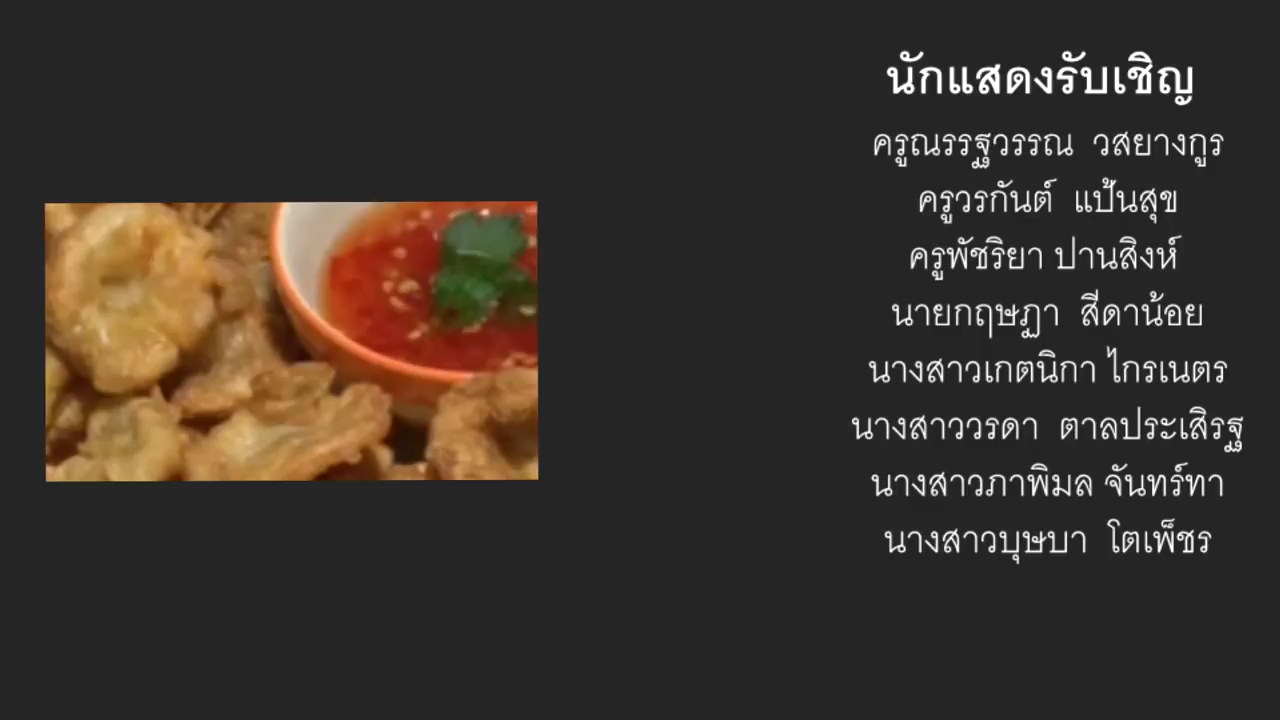 นักแสดงรับเชิญ
ครูณรรฐวรรณ วสยางกูร
ครูวรกันต์ แป้นสุข
ครูพัชริยา ปานสิงห์
นายกฤษฏา สีดาน้อย
นางสาวเกตนิกา ไกรเนตร
นางสาววรดา ตาลประเสิรฐ
นางสาวภาพิมล จันทร์ทา
นางสาวบุษบา โตเพ็ชร